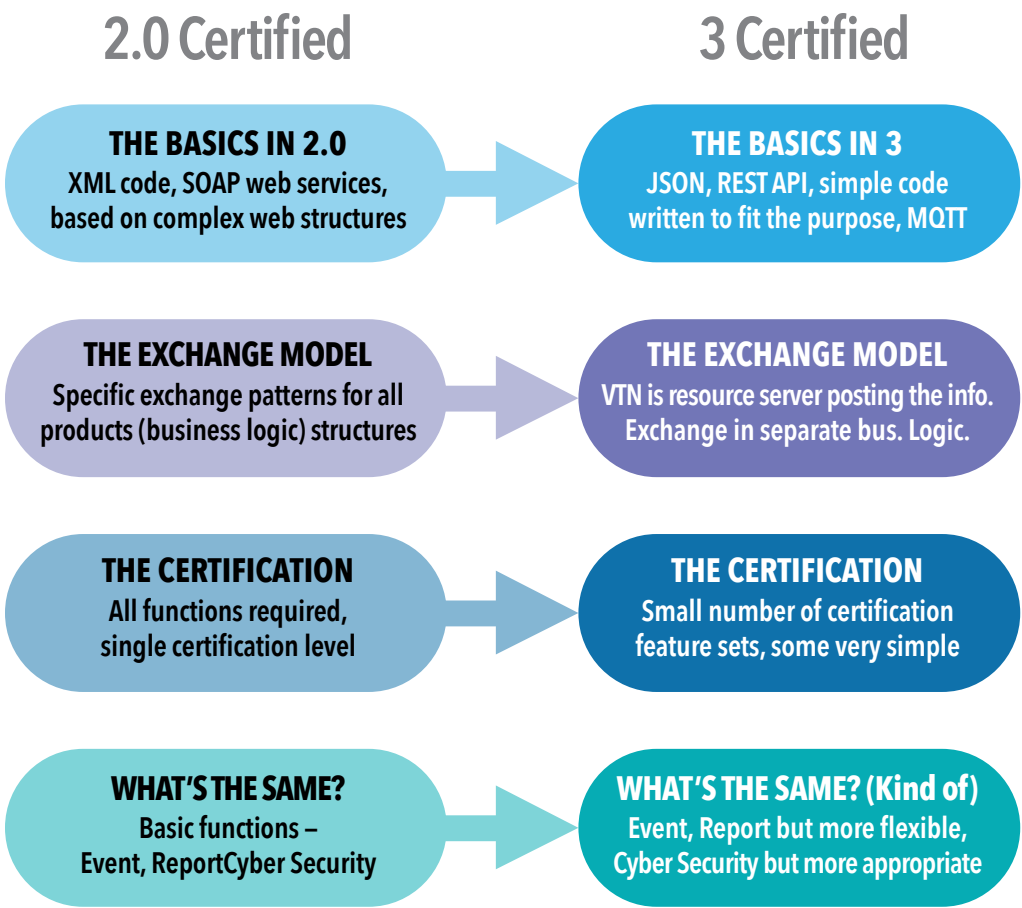 2.0 Certified
3 Certified
THE BASICS IN 2.0
XML code, SOAP web services,
based on complex web structures
THE BASICS IN 3
JSON, REST API, simple code
written to fit the purpose, MQTT
THE EXCHANGE MODEL
Specific exchange patterns for all
products (business logic) structures
THE EXCHANGE MODEL
VTN is resource server posting the info.
Exchange in separate bus. Logic.
THE CERTIFICATION
All functions required,
single certification level
THE CERTIFICATION
Small number of certification
feature sets, some very simple
WHAT'S THE SAME?
Basic functions –
Event, ReportCyber Security
WHAT'S THE SAME? (Kind of)
Event, Report but more flexible,
Cyber Security but more appropriate